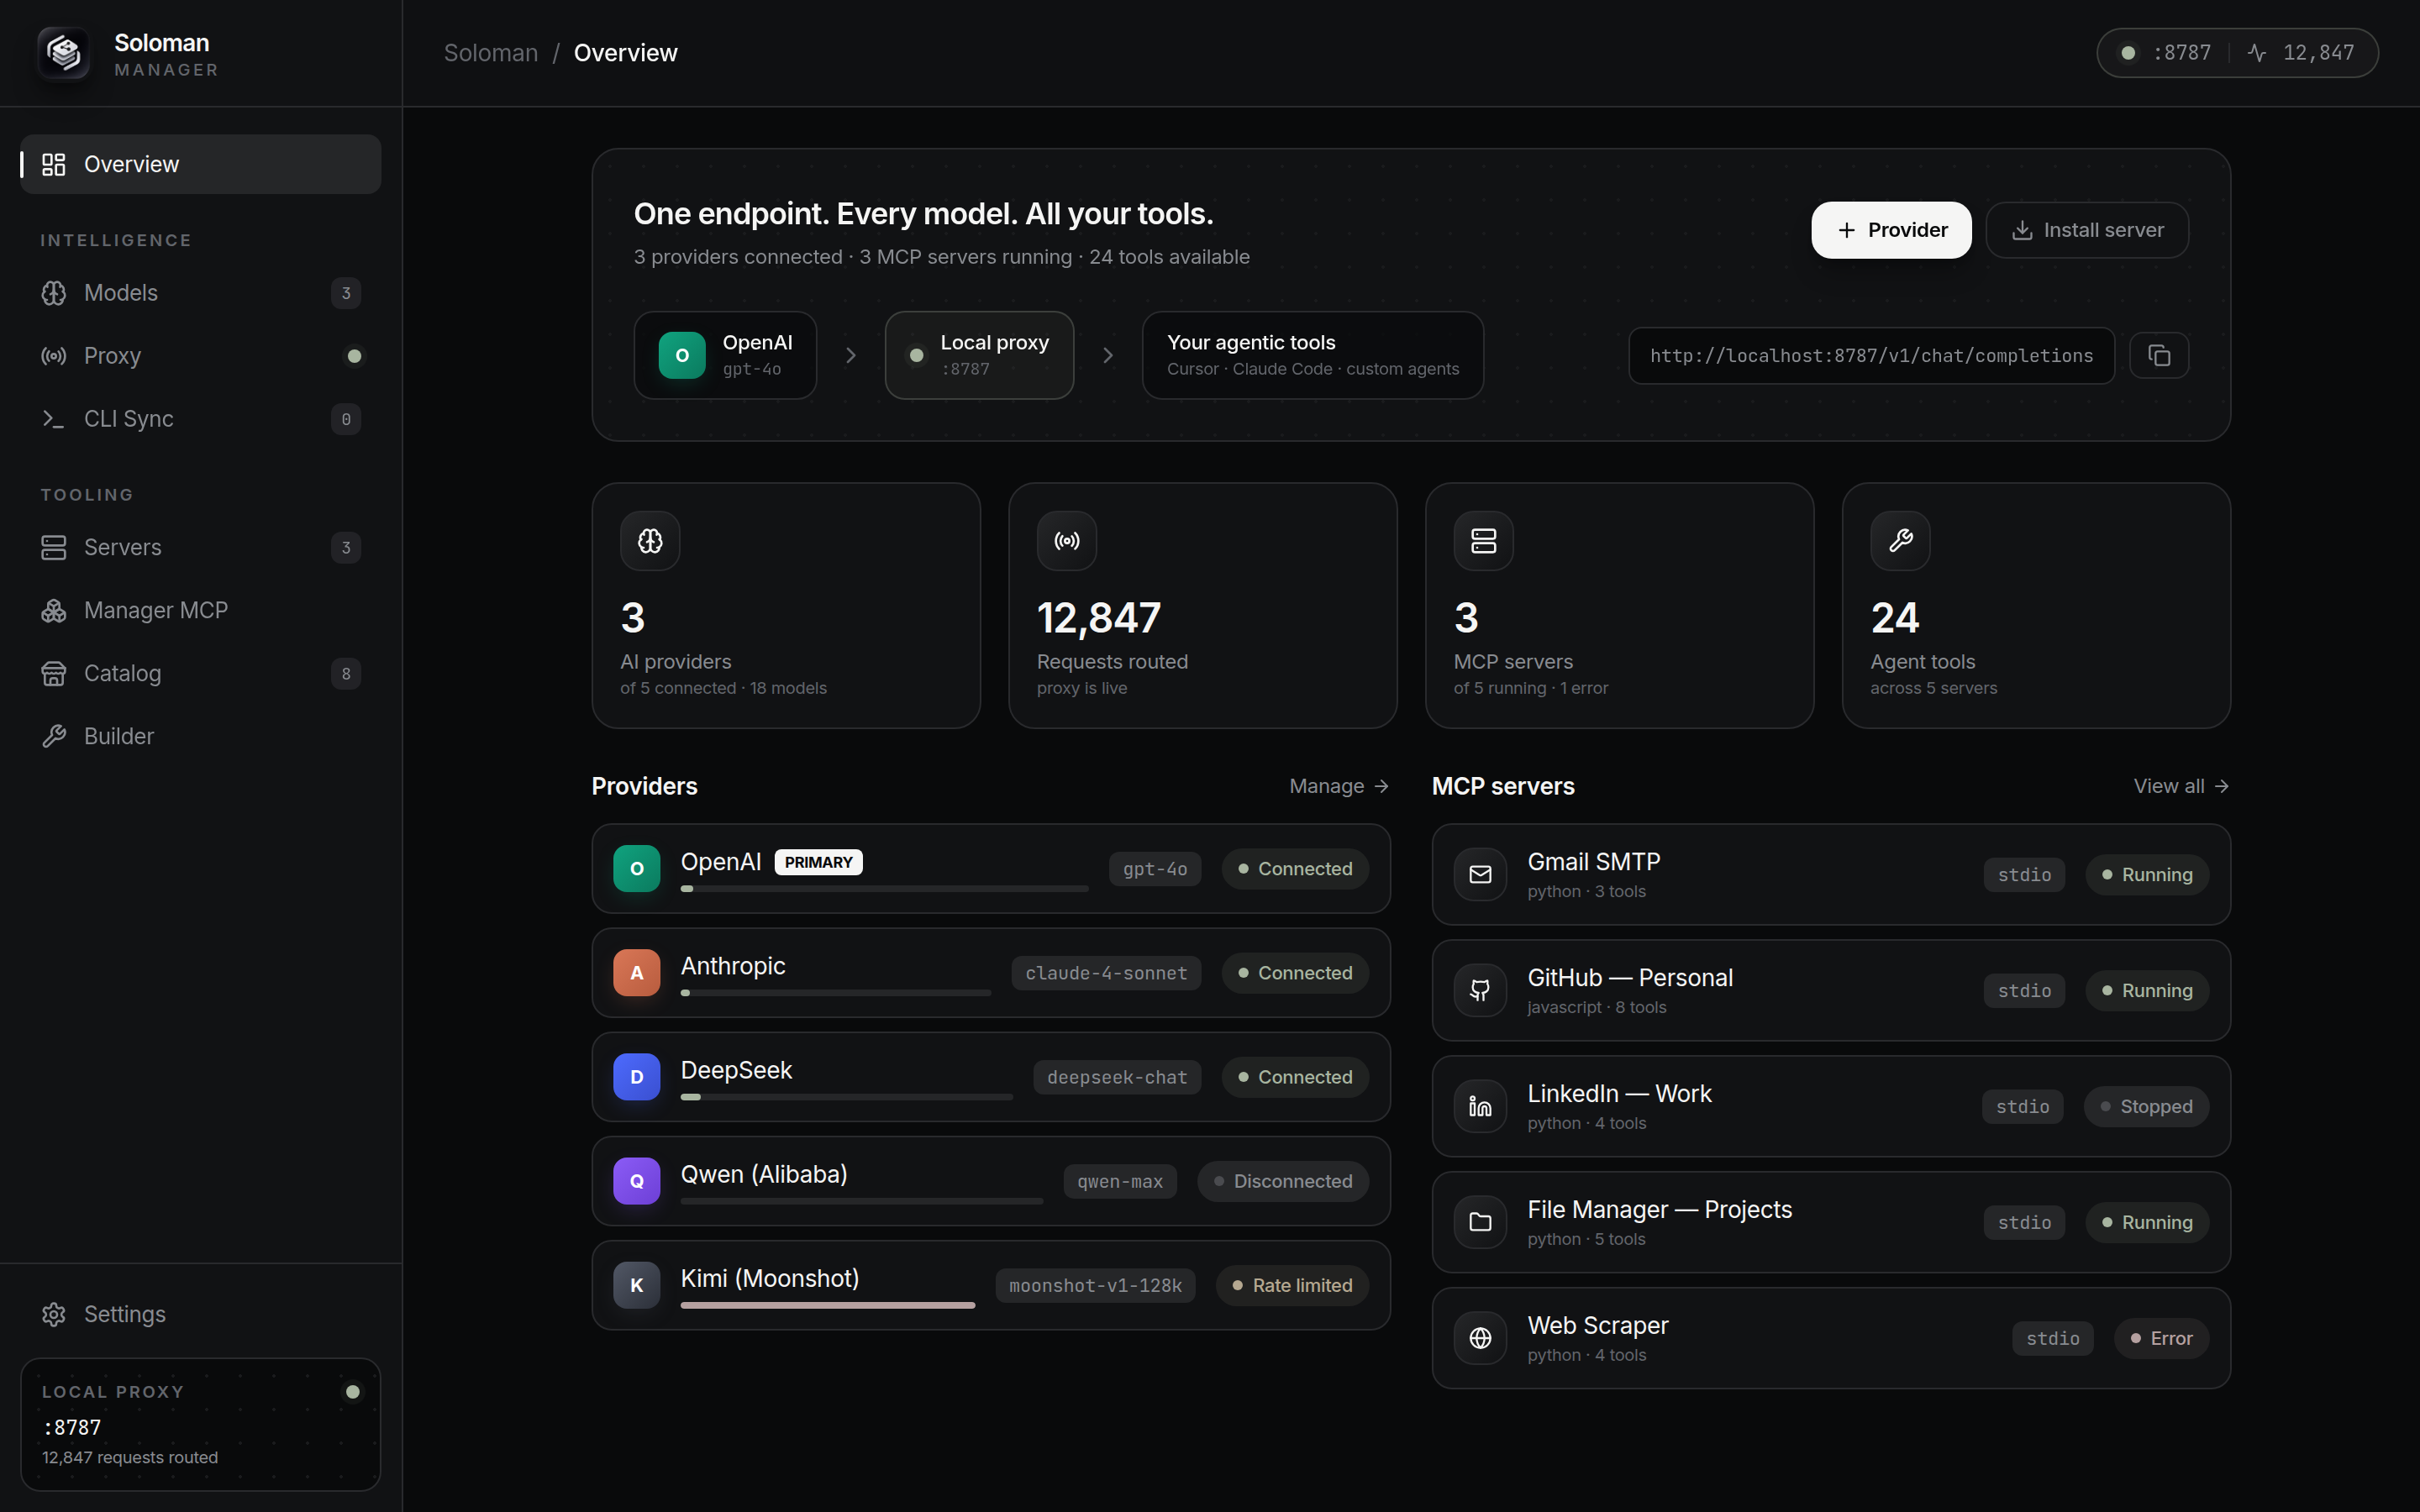 Soloman
MANAGER
Overview
INTELLIGENCE
Models 3
Proxy
CLI Sync 0
TOOLING
Servers 3
Manager MCP
Catalog 8
Builder
Settings
LOCAL PROXY
:8787
12,847 requests routed
Soloman / Overview
:8787 12,847
One endpoint. Every model. All your tools.
3 providers connected · 3 MCP servers running · 24 tools available
Provider
Install server
O OpenAI
gpt-4o
Local proxy
:8787
Your agentic tools
Cursor · Claude Code · custom agents
http://localhost:8787/v1/chat/completions
3
AI providers
of 5 connected · 18 models
12,847
Requests routed
proxy is live
3
MCP servers
of 5 running · 1 error
24
Agent tools
across 5 servers
Providers Manage →
O OpenAI PRIMARY gpt-4o Connected
A Anthropic claude-4-sonnet Connected
D DeepSeek deepseek-chat Connected
Q Qwen (Alibaba) qwen-max Disconnected
K Kimi (Moonshot) moonshot-v1-128k Rate limited
MCP servers View all →
Gmail SMTP stdio Running
python · 3 tools
GitHub — Personal stdio Running
javascript · 8 tools
LinkedIn — Work stdio Stopped
python · 4 tools
File Manager — Projects stdio Running
python · 5 tools
Web Scraper stdio Error
python · 4 tools